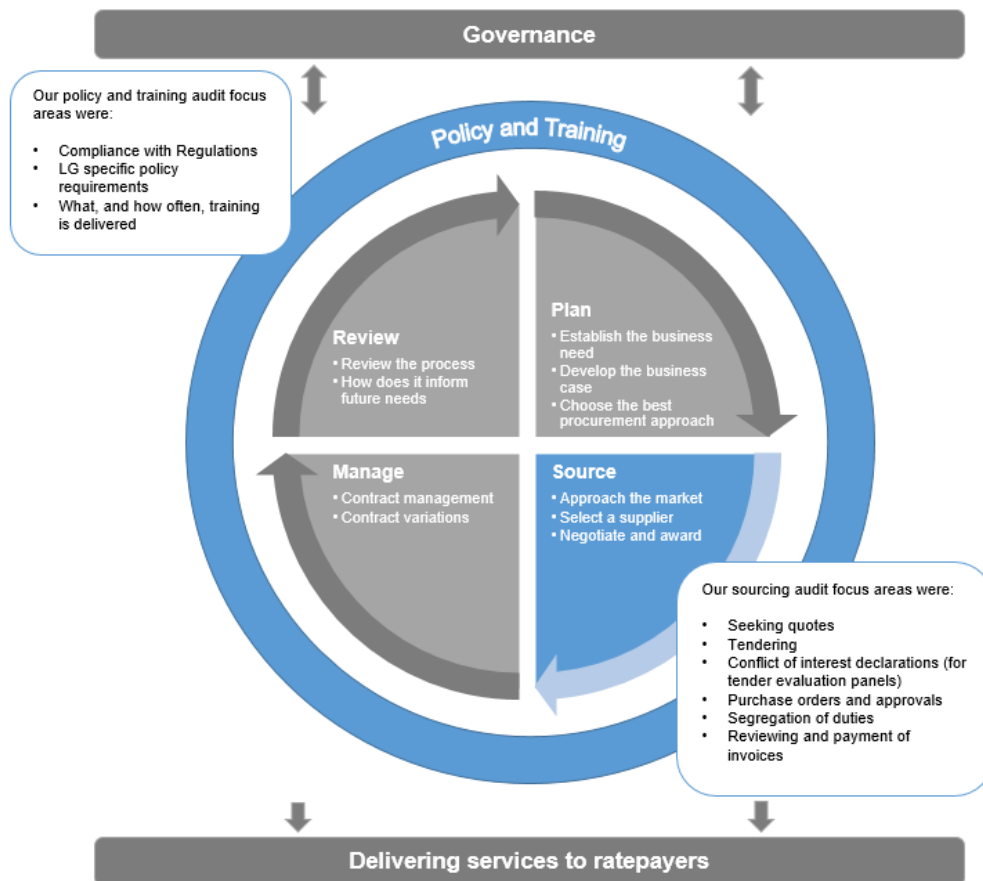 Governance
Our policy and training audit focus
areas were:
• Compliance with Regulations
• LG specific policy
requirements
• What, and how often, training
is delivered
Policy and Training
Review
• Review the process
• How does it inform
future needs
Plan
• Establish the business
need
• Develop the business
case
• Choose the best
procurement approach
Manage
• Contract management
• Contract variations
Source
• Approach the market
• Select a supplier
• Negotiate and award
Our sourcing audit focus areas were:
• Seeking quotes
• Tendering
• Conflict of interest declarations (for
tender evaluation panels)
• Purchase orders and approvals
• Segregation of duties
• Reviewing and payment of
invoices
Delivering services to ratepayers